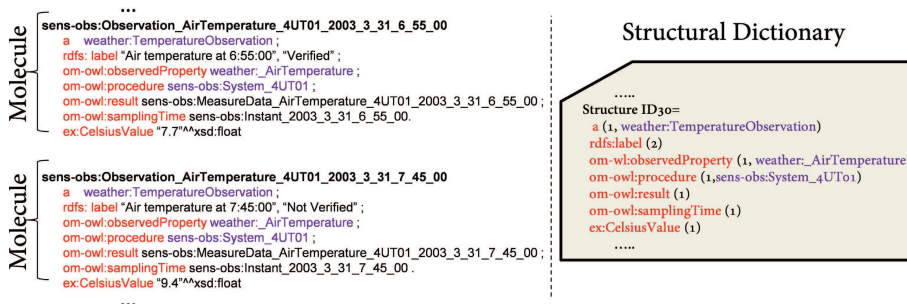 ...
sens-obs:Observation_AirTemperature_4UT01_2003_3_31_6_55_00
a weather:TemperatureObservation ;
rdfs: label “Air temperature at 6:55:00”, “Verified” ;
om-owl:observedProperty weather:_AirTemperature ;
om-owl:procedure sens-obs:System_4UT01 ;
om-owl:result sens-obs:MeasureData_AirTemperature_4UT01_2003_3_31_6_55_00 ;
om-owl:samplingTime sens-obs:Instant_2003_3_31_6_55_00.
ex:CelsiusValue “7.7”^^xsd:float
Molecule
sens-obs:Observation_AirTemperature_4UT01_2003_3_31_7_45_00
a weather:TemperatureObservation ;
rdfs: label “Air temperature at 7:45:00”, “Not Verified” ;
om-owl:observedProperty weather:_AirTemperature ;
om-owl:procedure sens-obs:System_4UT01 ;
om-owl:result sens-obs:MeasureData_AirTemperature_4UT01_2003_3_31_7_45_00 ;
om-owl:samplingTime sens-obs:Instant_2003_3_31_7_45_00 .
ex:CelsiusValue “9.4”^^xsd:float
Molecule
...
Structural Dictionary
.....
Structure ID30=
a (1, weather:TemperatureObservation)
rdfs:label (2)
om-wl:observedProperty (1, weather:_AirTemperature
om-owl:procedure (1,sens-obs:System_4UT01)
om-owl:result (1)
om-owl:samplingTime (1)
ex:CelsiusValue (1)
.....